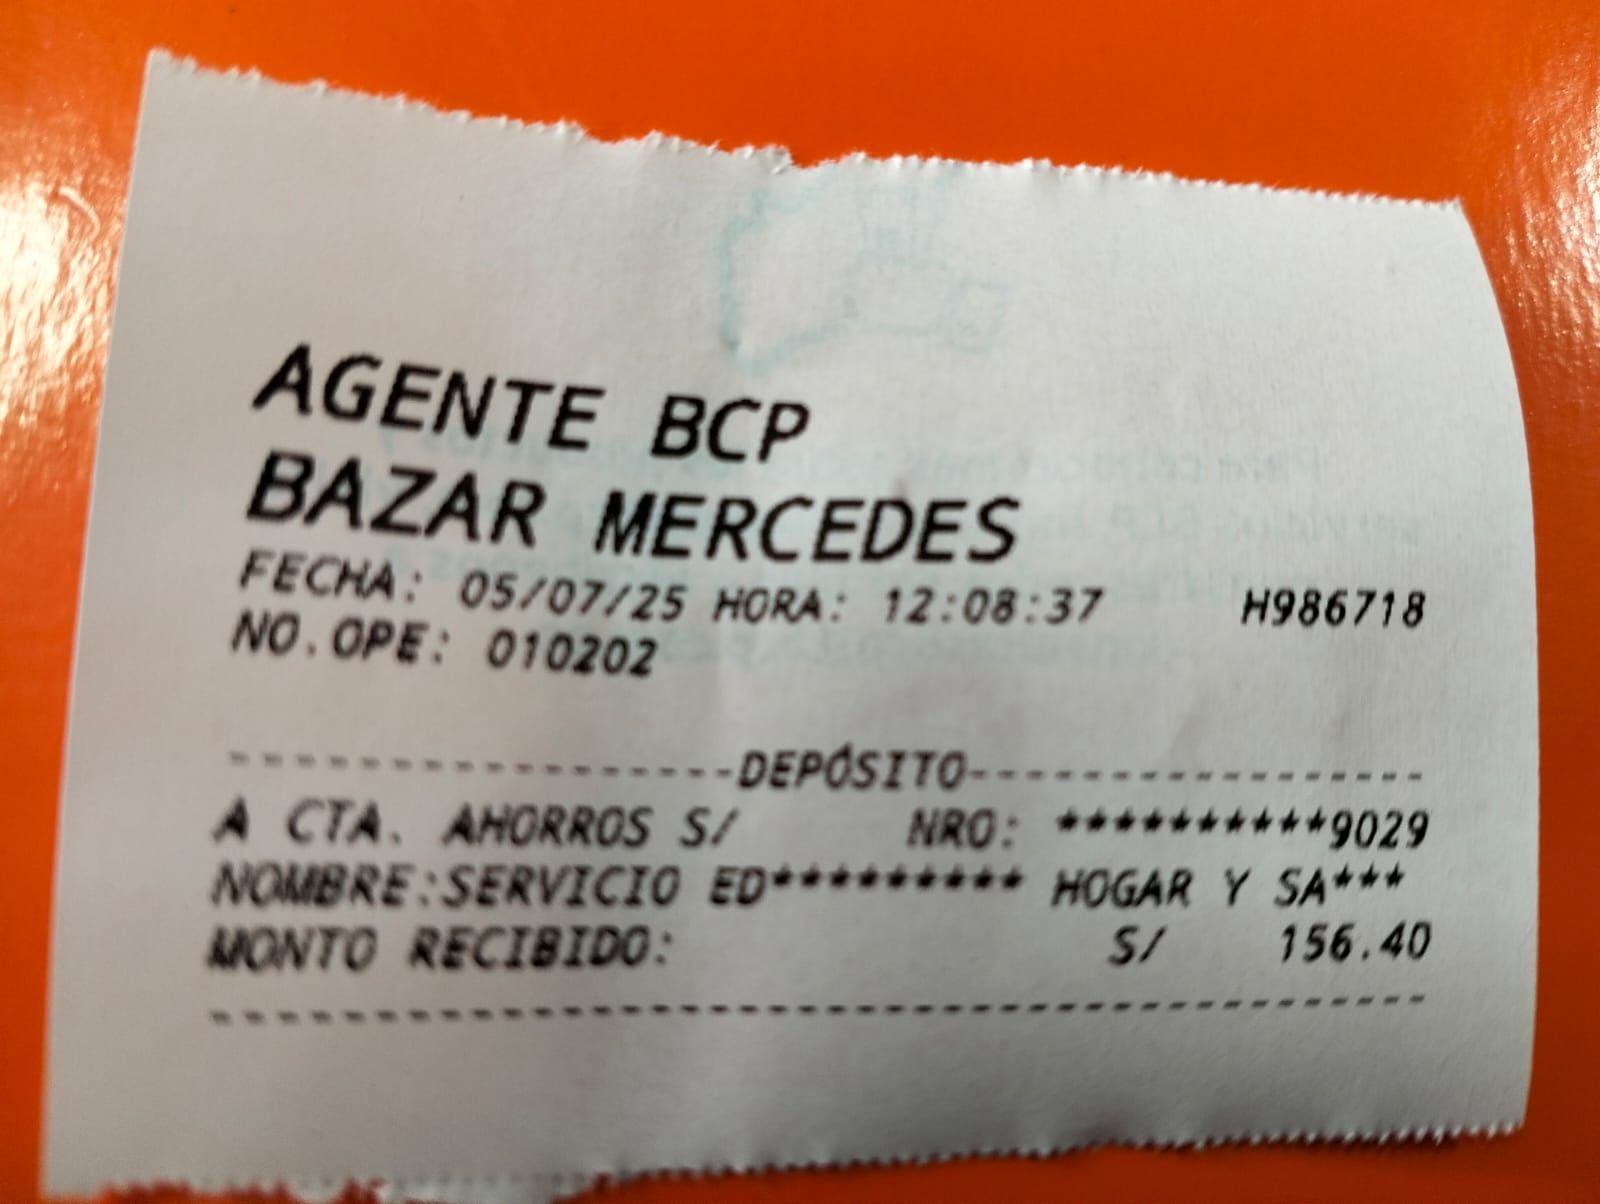 AGENTE BCP
BAZAR MERCEDES
FECHA: 05/07/25 HORA: 12:08:37 H986718
NO.OPE: 010202
------------------DEPÓSITO------------------
A CTA. AHORROS S/ NRO: **********9029
NOMBRE:SERVICIO ED********* HOGAR Y SA***
MONTO RECIBIDO: S/ 156.40